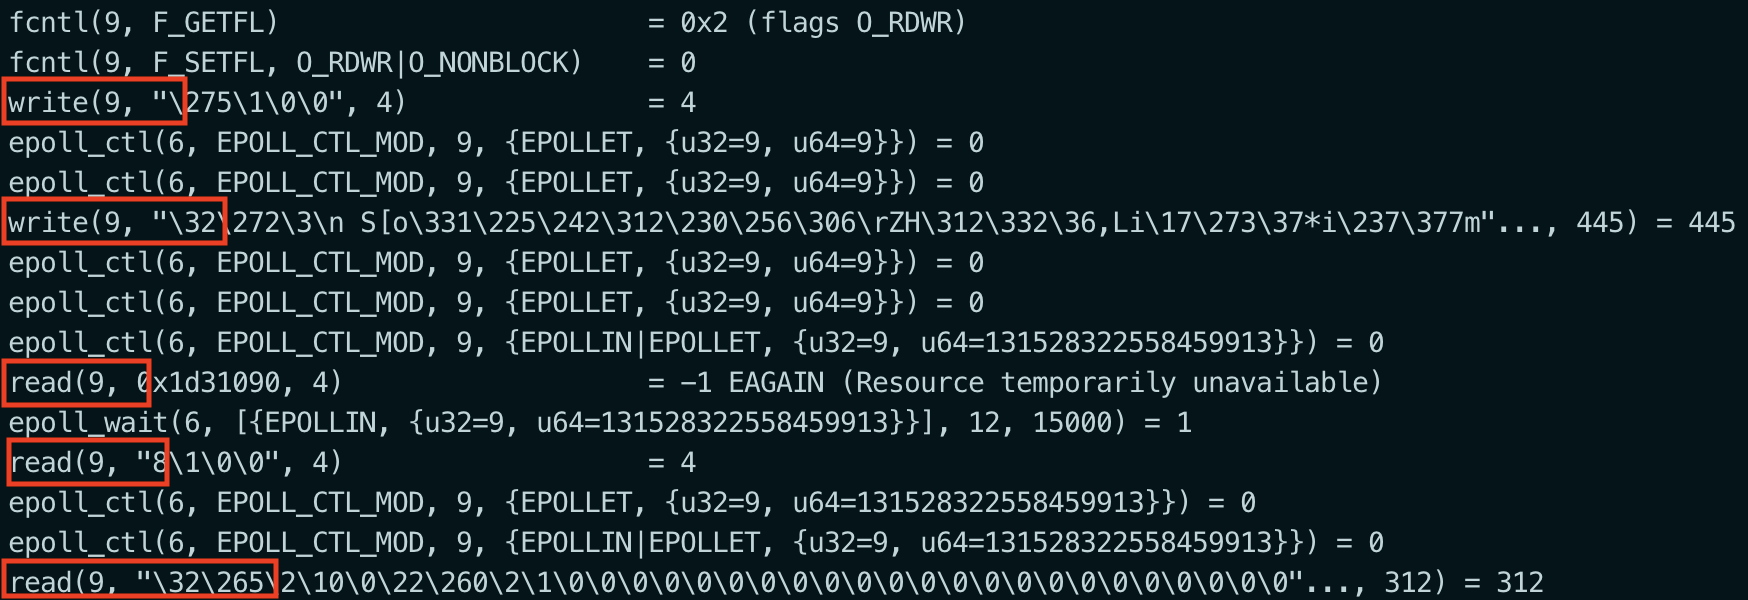 fcntl(9, F_GETFL) = 0x2 (flags O_RDWR)
fcntl(9, F_SETFL, O_RDWR|O_NONBLOCK) = 0
write(9, "\275\1\0\0", 4) = 4
epoll_ctl(6, EPOLL_CTL_MOD, 9, {EPOLLET, {u32=9, u64=9}}) = 0
epoll_ctl(6, EPOLL_CTL_MOD, 9, {EPOLLET, {u32=9, u64=9}}) = 0
write(9, "\32\272\3\n S[o\331\225\242\312\230\256\306\rZH\312\332\36,Li\17\273\37*i\237\377m"..., 445) = 445
epoll_ctl(6, EPOLL_CTL_MOD, 9, {EPOLLET, {u32=9, u64=9}}) = 0
epoll_ctl(6, EPOLL_CTL_MOD, 9, {EPOLLET, {u32=9, u64=9}}) = 0
epoll_ctl(6, EPOLL_CTL_MOD, 9, {EPOLLIN|EPOLLET, {u32=9, u64=131528322558459913}}) = 0
read(9, 0x1d31090, 4) = -1 EAGAIN (Resource temporarily unavailable)
epoll_wait(6, [{EPOLLIN, {u32=9, u64=131528322558459913}}], 12, 15000) = 1
read(9, "8\1\0\0", 4) = 4
epoll_ctl(6, EPOLL_CTL_MOD, 9, {EPOLLET, {u32=9, u64=131528322558459913}}) = 0
epoll_ctl(6, EPOLL_CTL_MOD, 9, {EPOLLIN|EPOLLET, {u32=9, u64=131528322558459913}}) = 0
read(9, "\32\265\2\10\0\22\260\2\1\0\0\0\0\0\0\0\0\0\0\0\0\0\0\0\0\0\0\0\0\0\0\0"..., 312) = 312